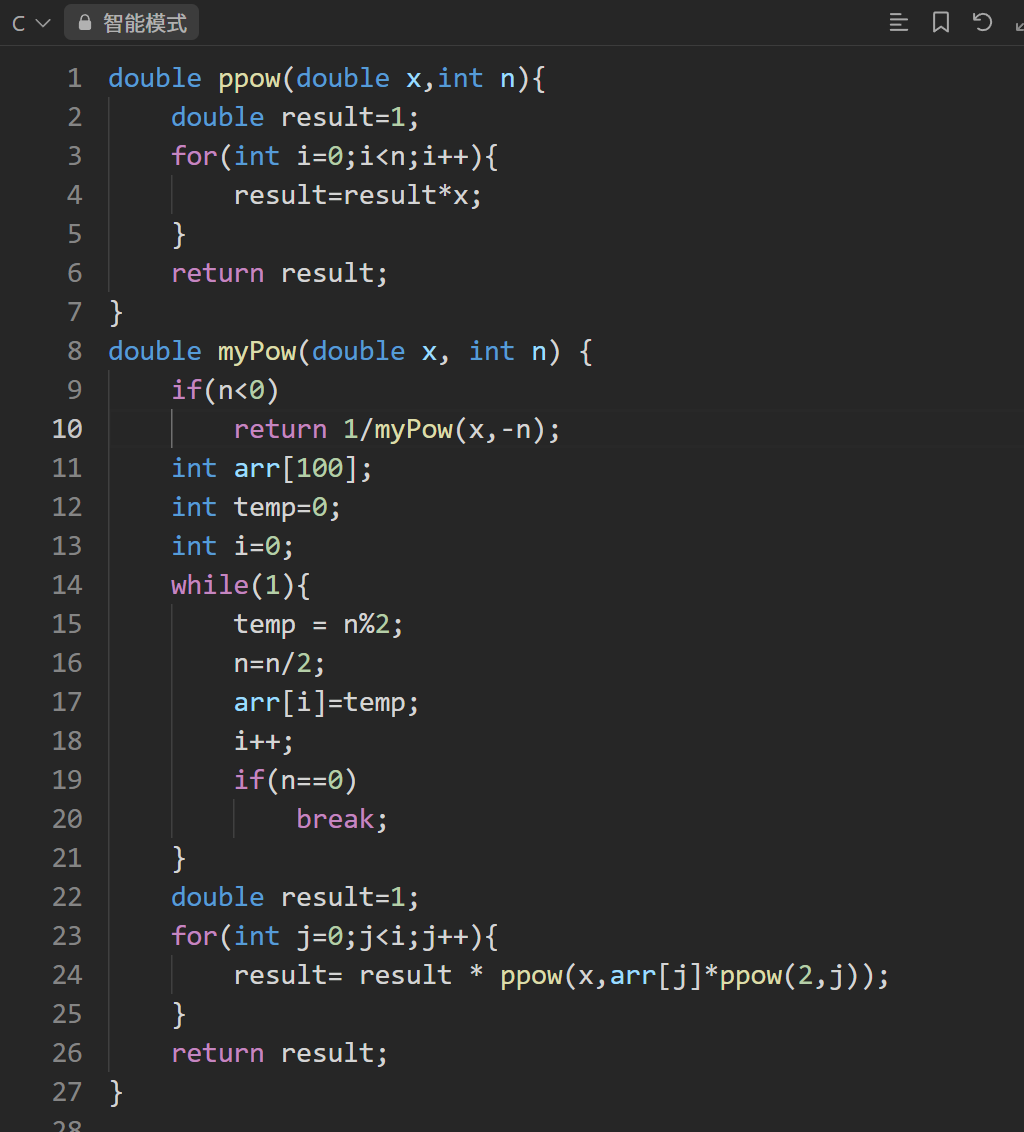 C 智能模式
1 double ppow(double x,int n){
2     double result=1;
3     for(int i=0;i<n;i++){
4         result=result*x;
5     }
6     return result;
7 }
8 double myPow(double x, int n) {
9     if(n<0)
10         return 1/myPow(x,-n);
11     int arr[100];
12     int temp=0;
13     int i=0;
14     while(1){
15         temp = n%2;
16         n=n/2;
17         arr[i]=temp;
18         i++;
19         if(n==0)
20             break;
21     }
22     double result=1;
23     for(int j=0;j<i;j++){
24         result= result * ppow(x,arr[j]*ppow(2,j));
25     }
26     return result;
27 }
28